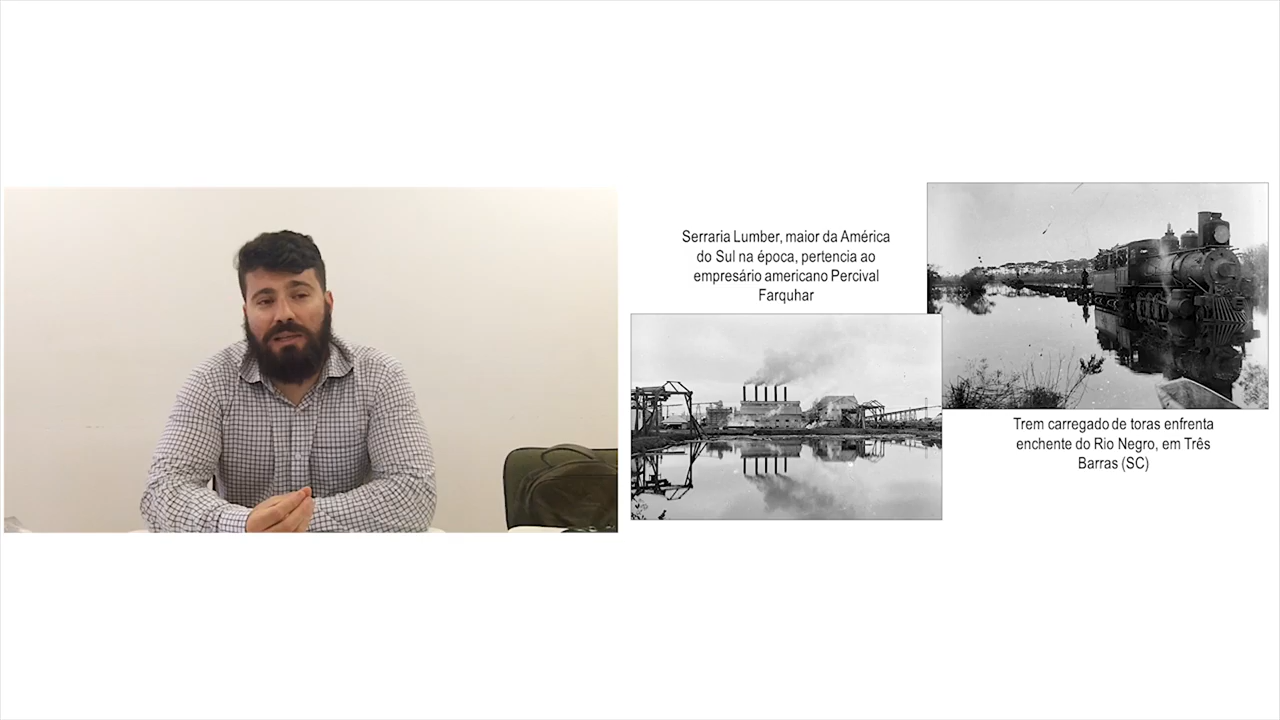 Serraria Lumber, maior da América
do Sul na época, pertencia ao
empresário americano Percival
Farquhar
Trem carregado de toras enfrenta
enchente do Rio Negro, em Três
Barras (SC)